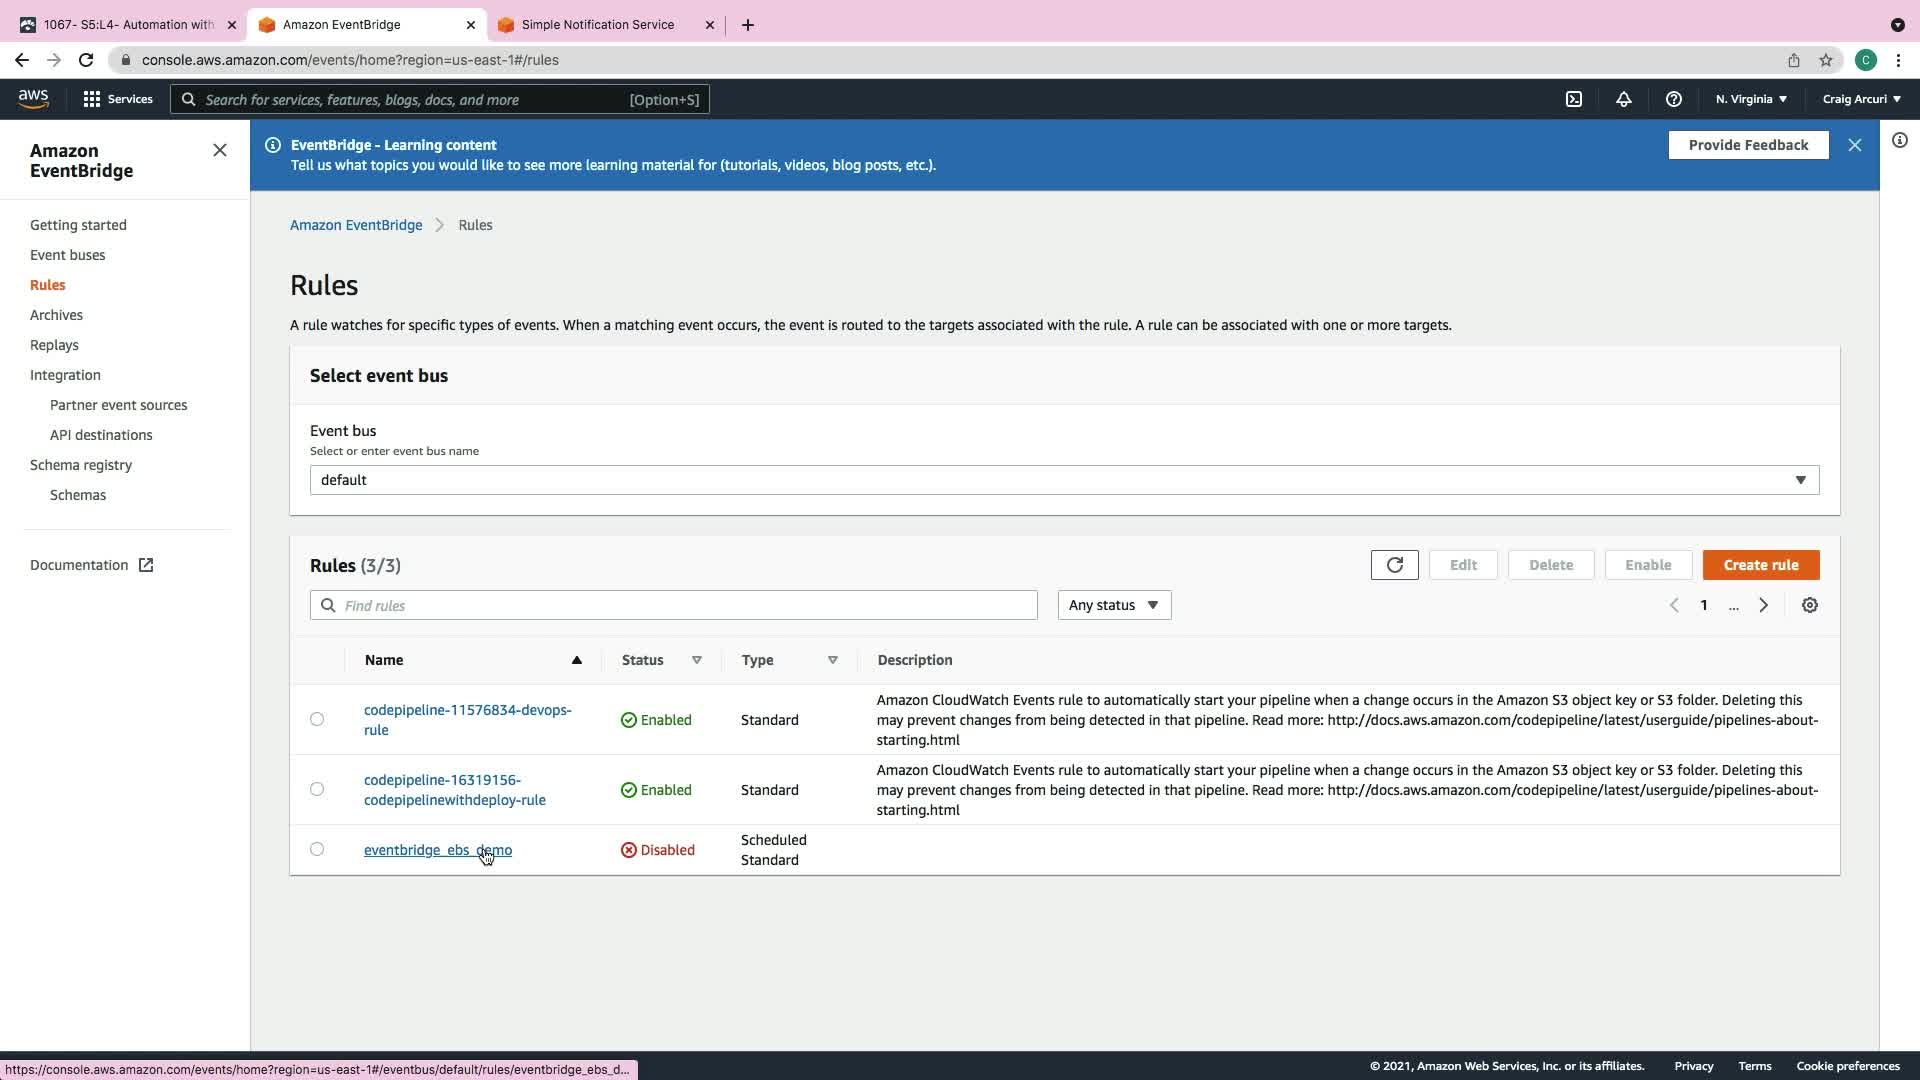 1067- S5:L4- Automation with
Amazon EventBridge
Simple Notification Service
console.aws.amazon.com/events/home?region=us-east-1#/rules
C
aws
Services
Search for services, features, blogs, docs, and more
[Option+S]
N. Virginia
Craig Arcuri
Amazon
EventBridge
Getting started
Event buses
Rules
Archives
Replays
Integration
Partner event sources
API destinations
Schema registry
Schemas
Documentation
EventBridge - Learning content
Tell us what topics you would like to see more learning material for (tutorials, videos, blog posts, etc.).
Provide Feedback
Amazon EventBridge
Rules
Rules
A rule watches for specific types of events. When a matching event occurs, the event is routed to the targets associated with the rule. A rule can be associated with one or more targets.
Select event bus
Event bus
Select or enter event bus name
default
Rules (3/3)
Edit
Delete
Enable
Create rule
Find rules
Any status
1
...
Name
Status
Type
Description
codepipeline-11576834-devops-
rule
Enabled
Standard
Amazon CloudWatch Events rule to automatically start your pipeline when a change occurs in the Amazon S3 object key or S3 folder. Deleting this
may prevent changes from being detected in that pipeline. Read more: http://docs.aws.amazon.com/codepipeline/latest/userguide/pipelines-about-
starting.html
codepipeline-16319156-
codepipelinewithdeploy-rule
Enabled
Standard
Amazon CloudWatch Events rule to automatically start your pipeline when a change occurs in the Amazon S3 object key or S3 folder. Deleting this
may prevent changes from being detected in that pipeline. Read more: http://docs.aws.amazon.com/codepipeline/latest/userguide/pipelines-about-
starting.html
eventbridge_ebs_demo
Disabled
Scheduled
Standard
https://console.aws.amazon.com/events/home?region=us-east-1#/eventbus/default/rules/eventbridge_ebs_d...
© 2021, Amazon Web Services, Inc. or its affiliates.
Privacy
Terms
Cookie preferences